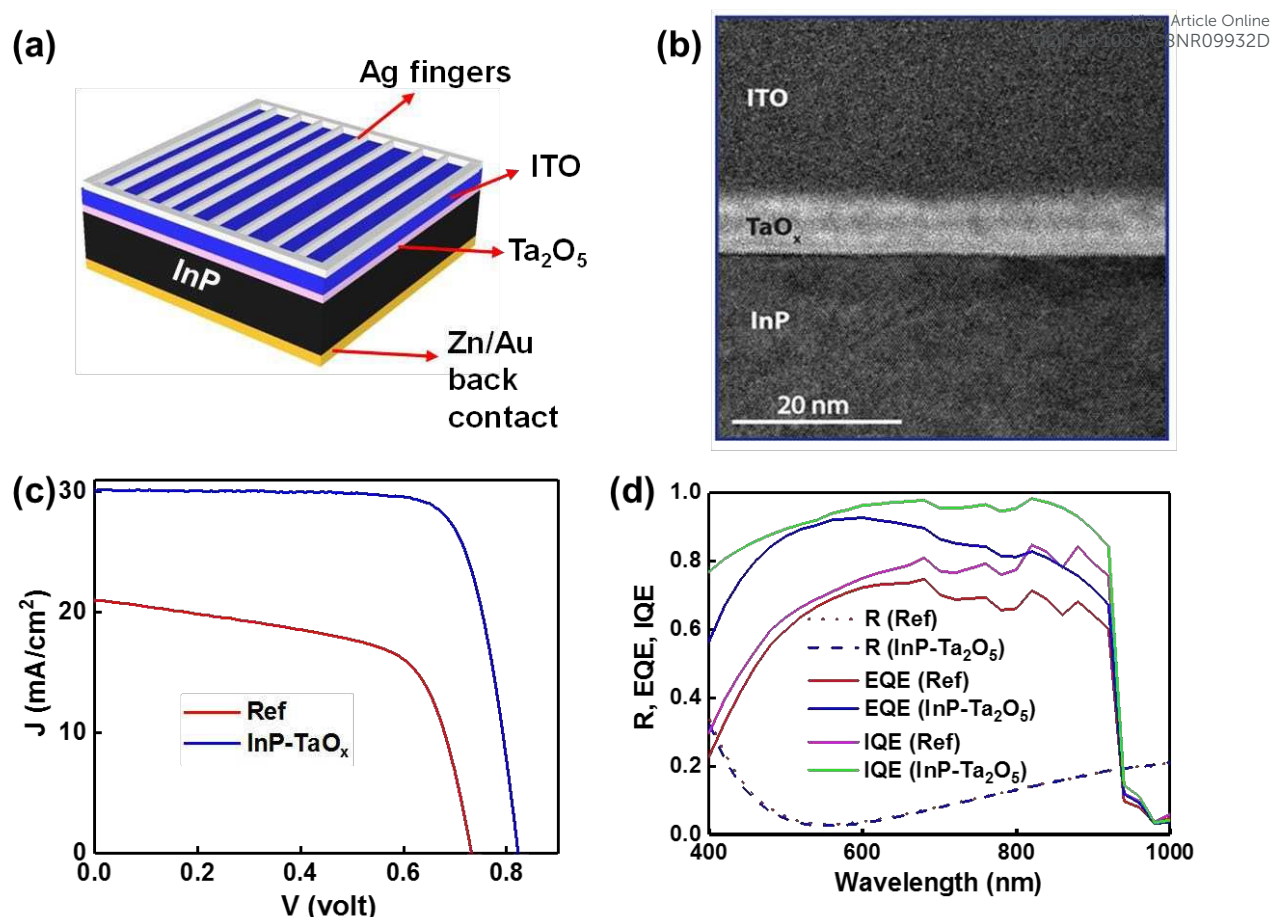 Article Online
(a)
Ag fingers
ITO
Ta₂O₅
InP
Zn/Au
back
contact
(b)
ITO
TaOₓ
InP
20 nm
(c)
30
20
10
0
0.0 0.2 0.4 0.6 0.8
J (mA/cm²)
V (volt)
Ref
InP-TaOₓ
(d)
1.0
0.8
0.6
0.4
0.2
0.0
400 600 800 1000
R, EQE, IQE
Wavelength (nm)
R (Ref)
R (InP-Ta₂O₅)
EQE (Ref)
EQE (InP-Ta₂O₅)
IQE (Ref)
IQE (InP-Ta₂O₅)